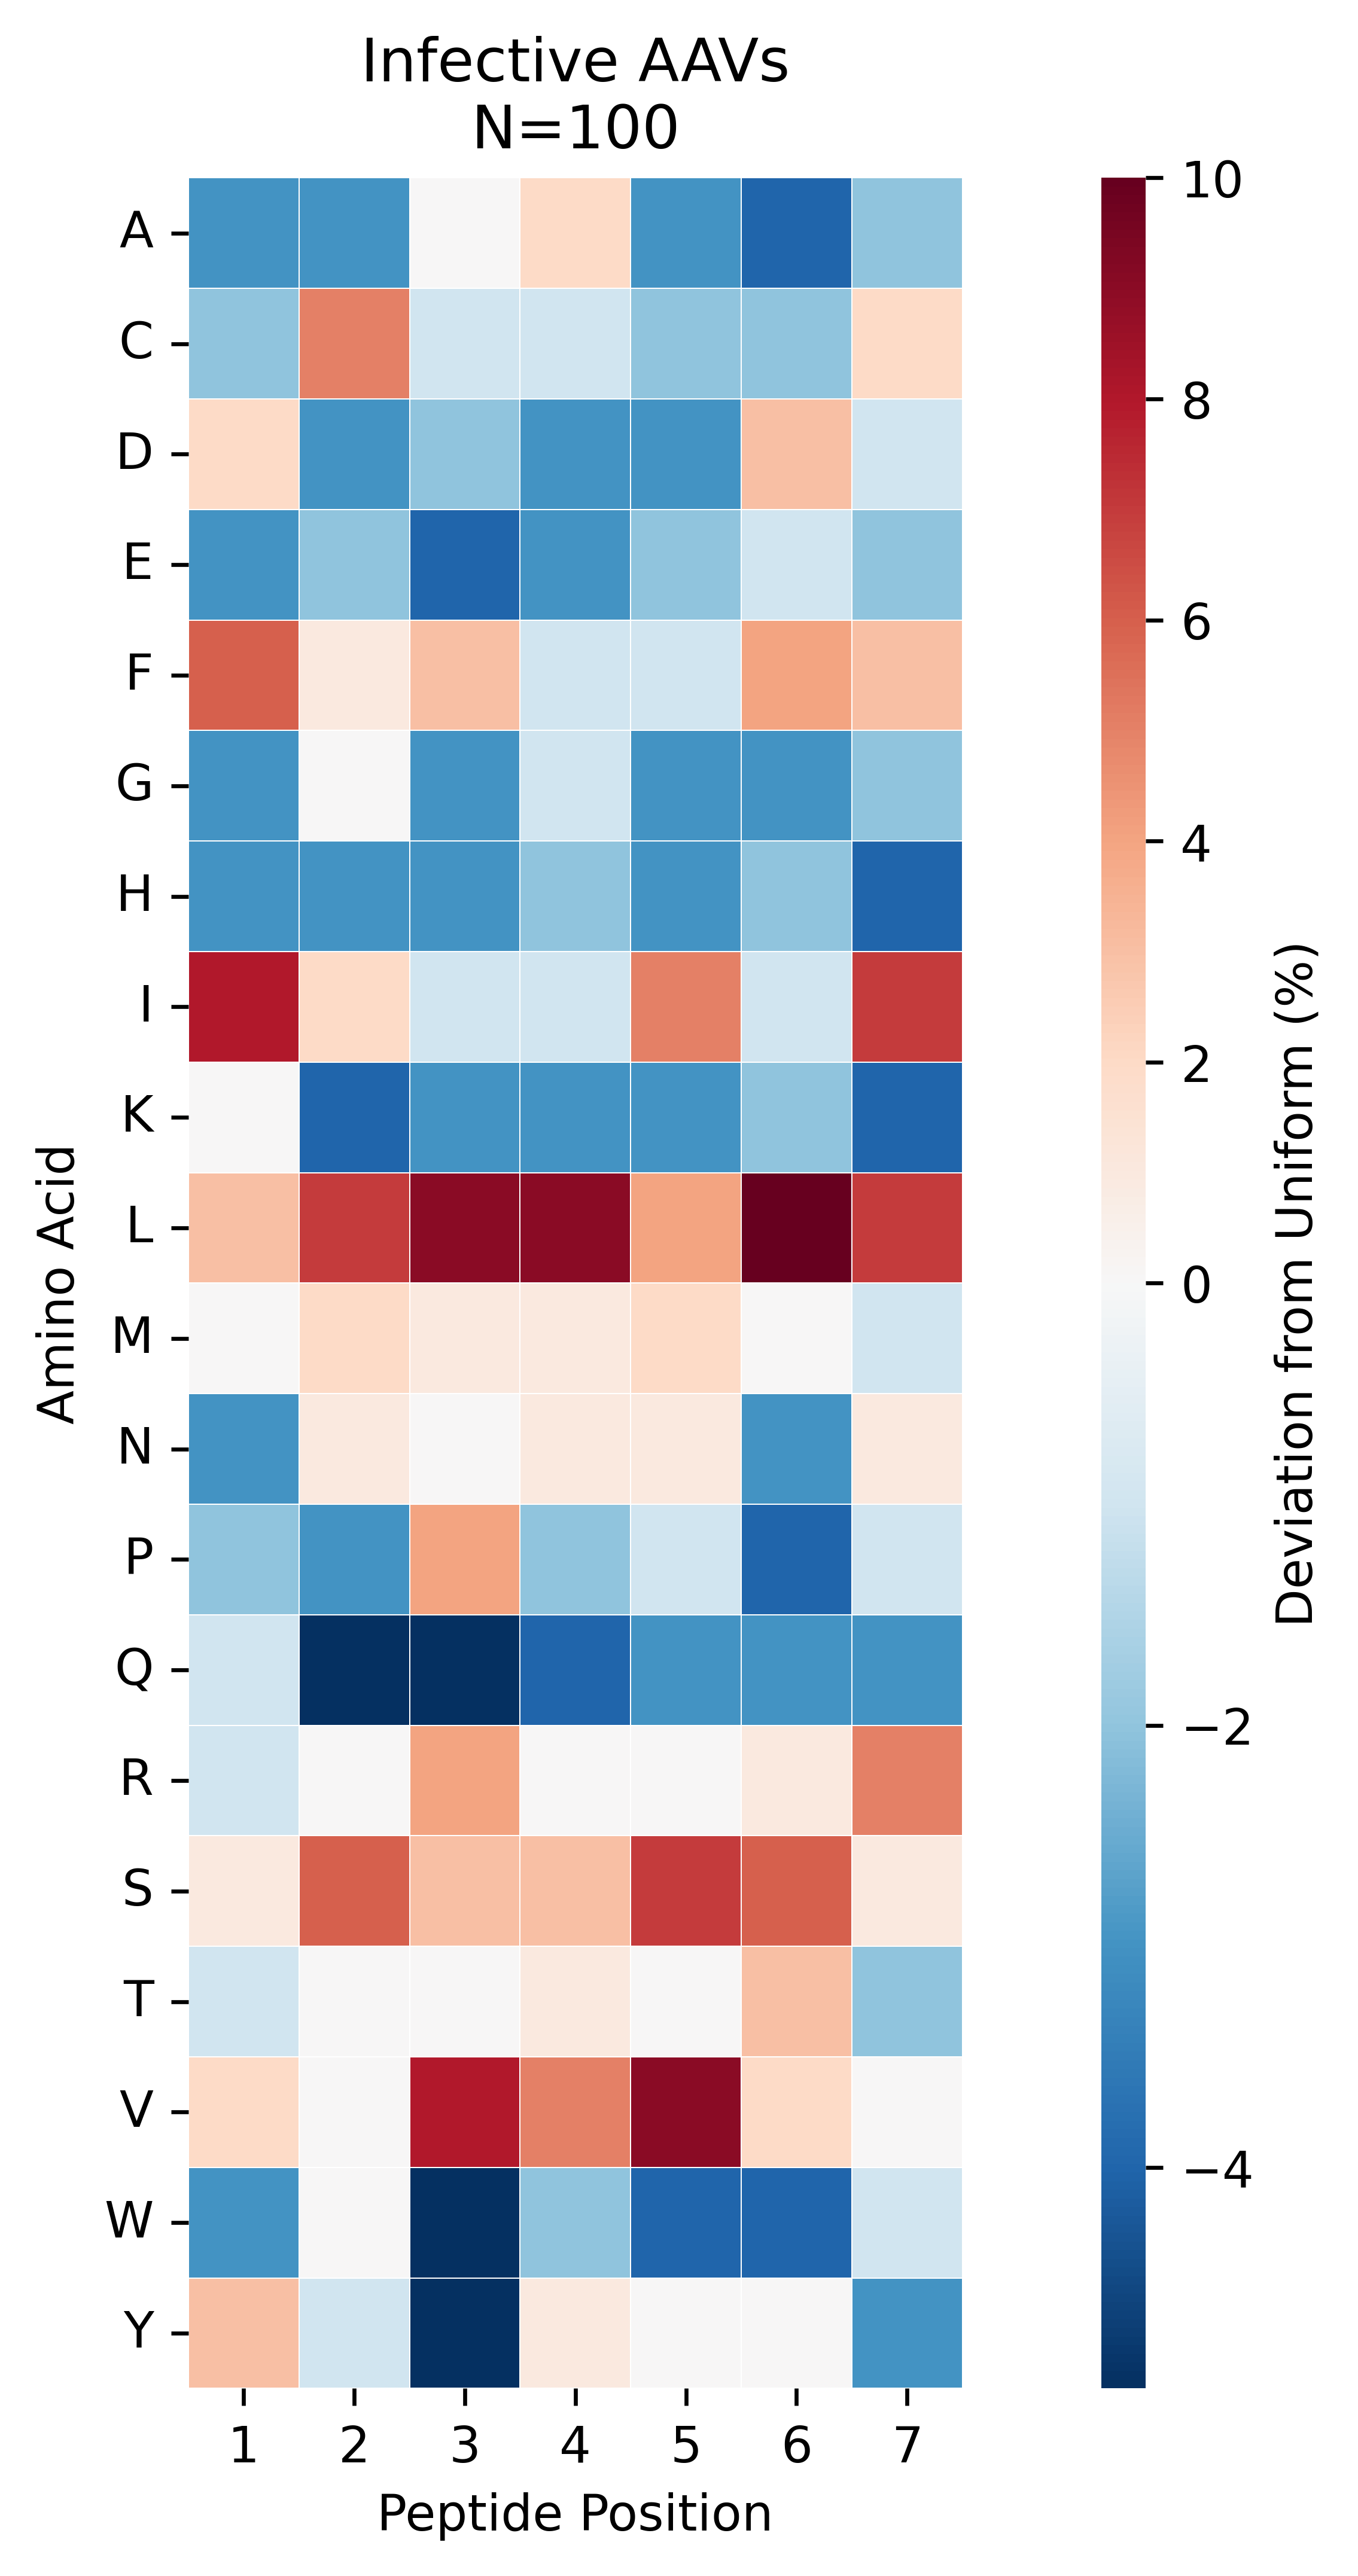 Infective AAVs
N=100
A
C
D
E
F
G
H
I
K
L
M
N
P
Q
R
S
T
V
W
Y
Amino Acid
1 2 3 4 5 6 7
Peptide Position
10
8
6
4
2
0
−2
−4
Deviation from Uniform (%)